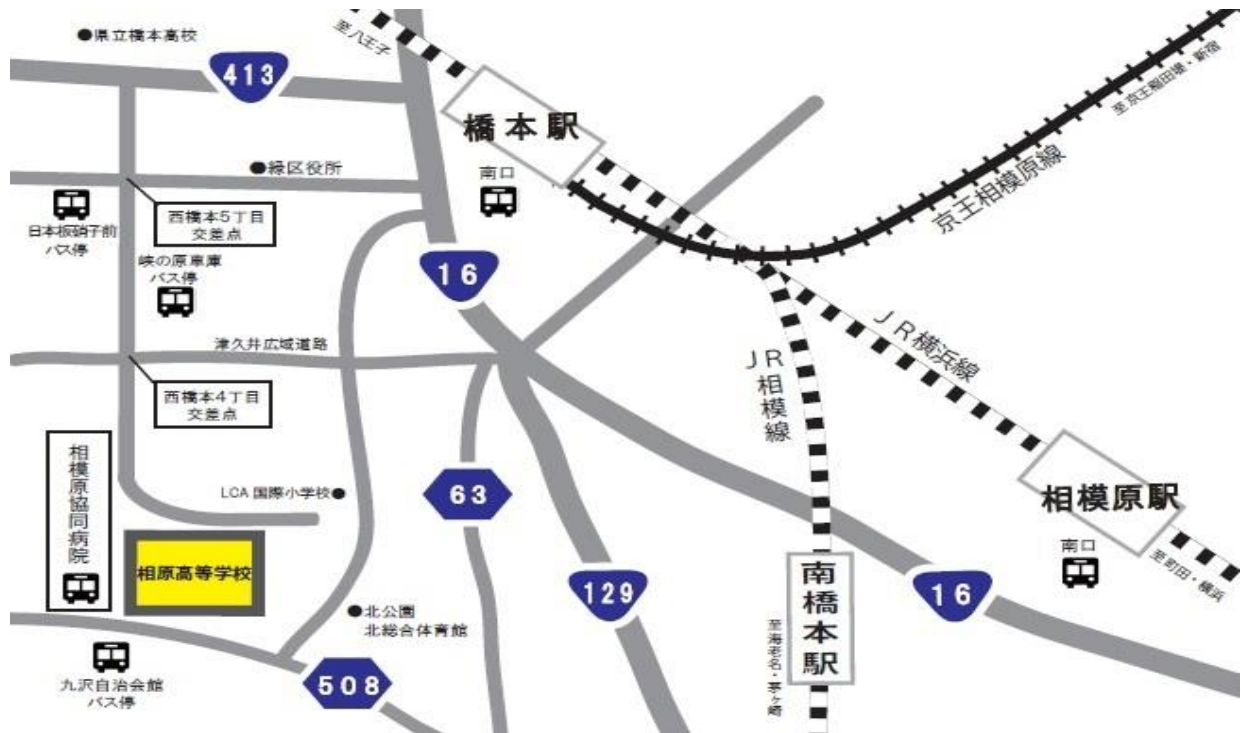 ●県立橋本高校
413
至八王子
橋本駅
至京王稲田堤・新宿
●緑区役所
南口
京王相模原線
日本板硝子前
バス停
西橋本5丁目
交差点
峡の原車庫
バス停
16
津久井広域道路
JR横浜線
JR相模線
西橋本4丁目
交差点
相模原協同病院
LCA国際小学校●
63
相模原駅
南口
至町田・横浜
相原高等学校
129
南橋本駅
16
至海老名・茅ヶ崎
●北公園
北総合体育館
九沢自治会館
バス停
508